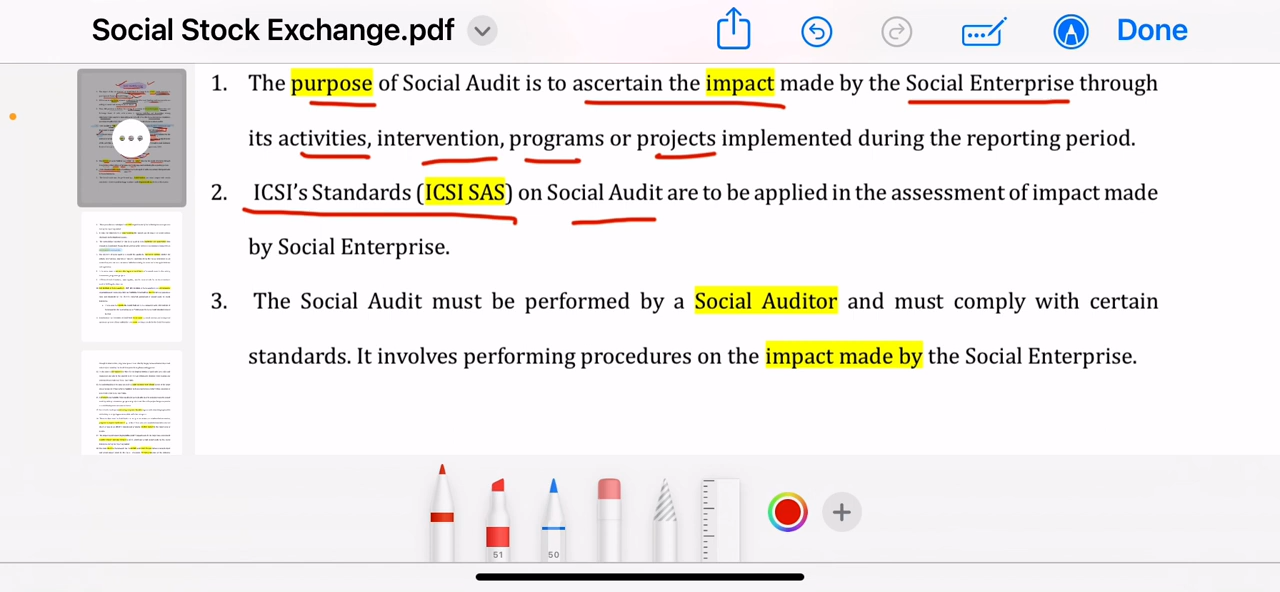 Social Stock Exchange.pdf
Done
1. The purpose of Social Audit is to ascertain the impact made by the Social Enterprise through
its activities, intervention, programs or projects implemented during the reporting period.
2. ICSI’s Standards (ICSI SAS) on Social Audit are to be applied in the assessment of impact made
by Social Enterprise.
3. The Social Audit must be performed by a Social Auditor and must comply with certain
standards. It involves performing procedures on the impact made by the Social Enterprise.
51
50